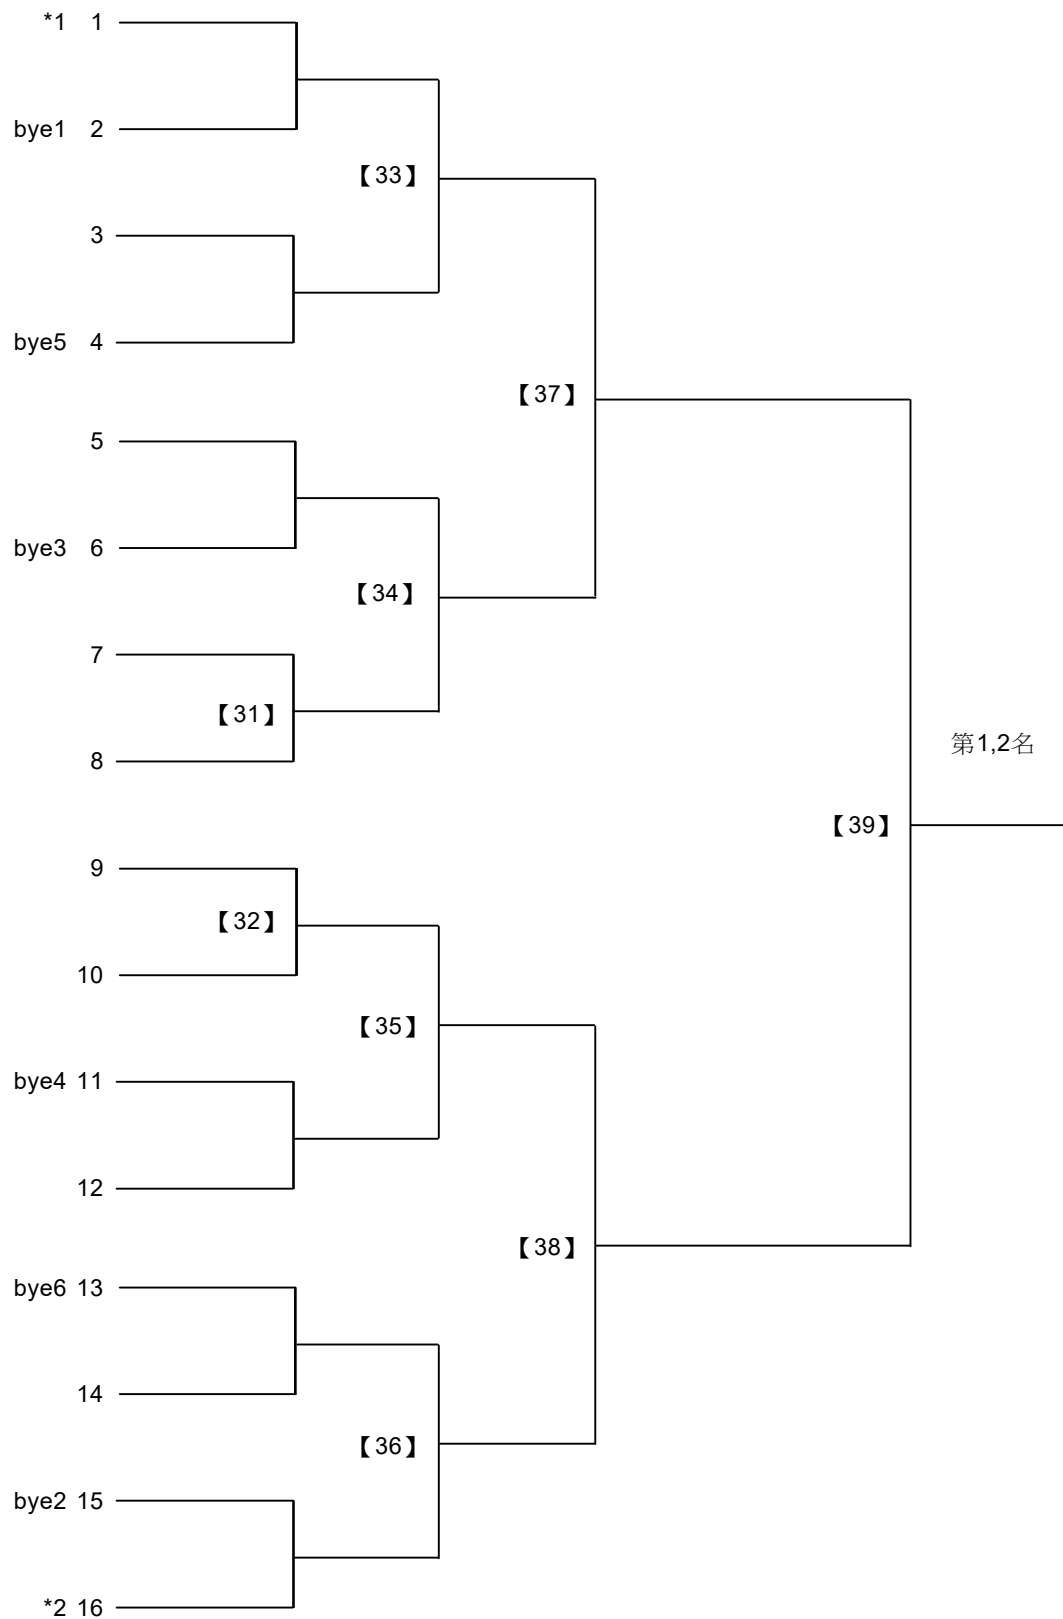 *1 1
bye1 2
【33】
3
bye5 4
【37】
5
bye3 6
【34】
7
【31】
8
第1,2名
【39】
9
【32】
10
【35】
bye4 11
12
【38】
bye6 13
14
【36】
bye2 15
*2 16